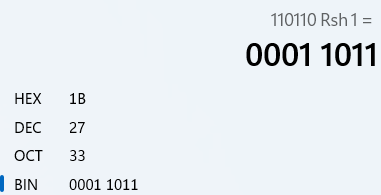 110110 Rsh 1 =
0001 1011
HEX 1B
DEC 27
OCT 33
BIN 0001 1011